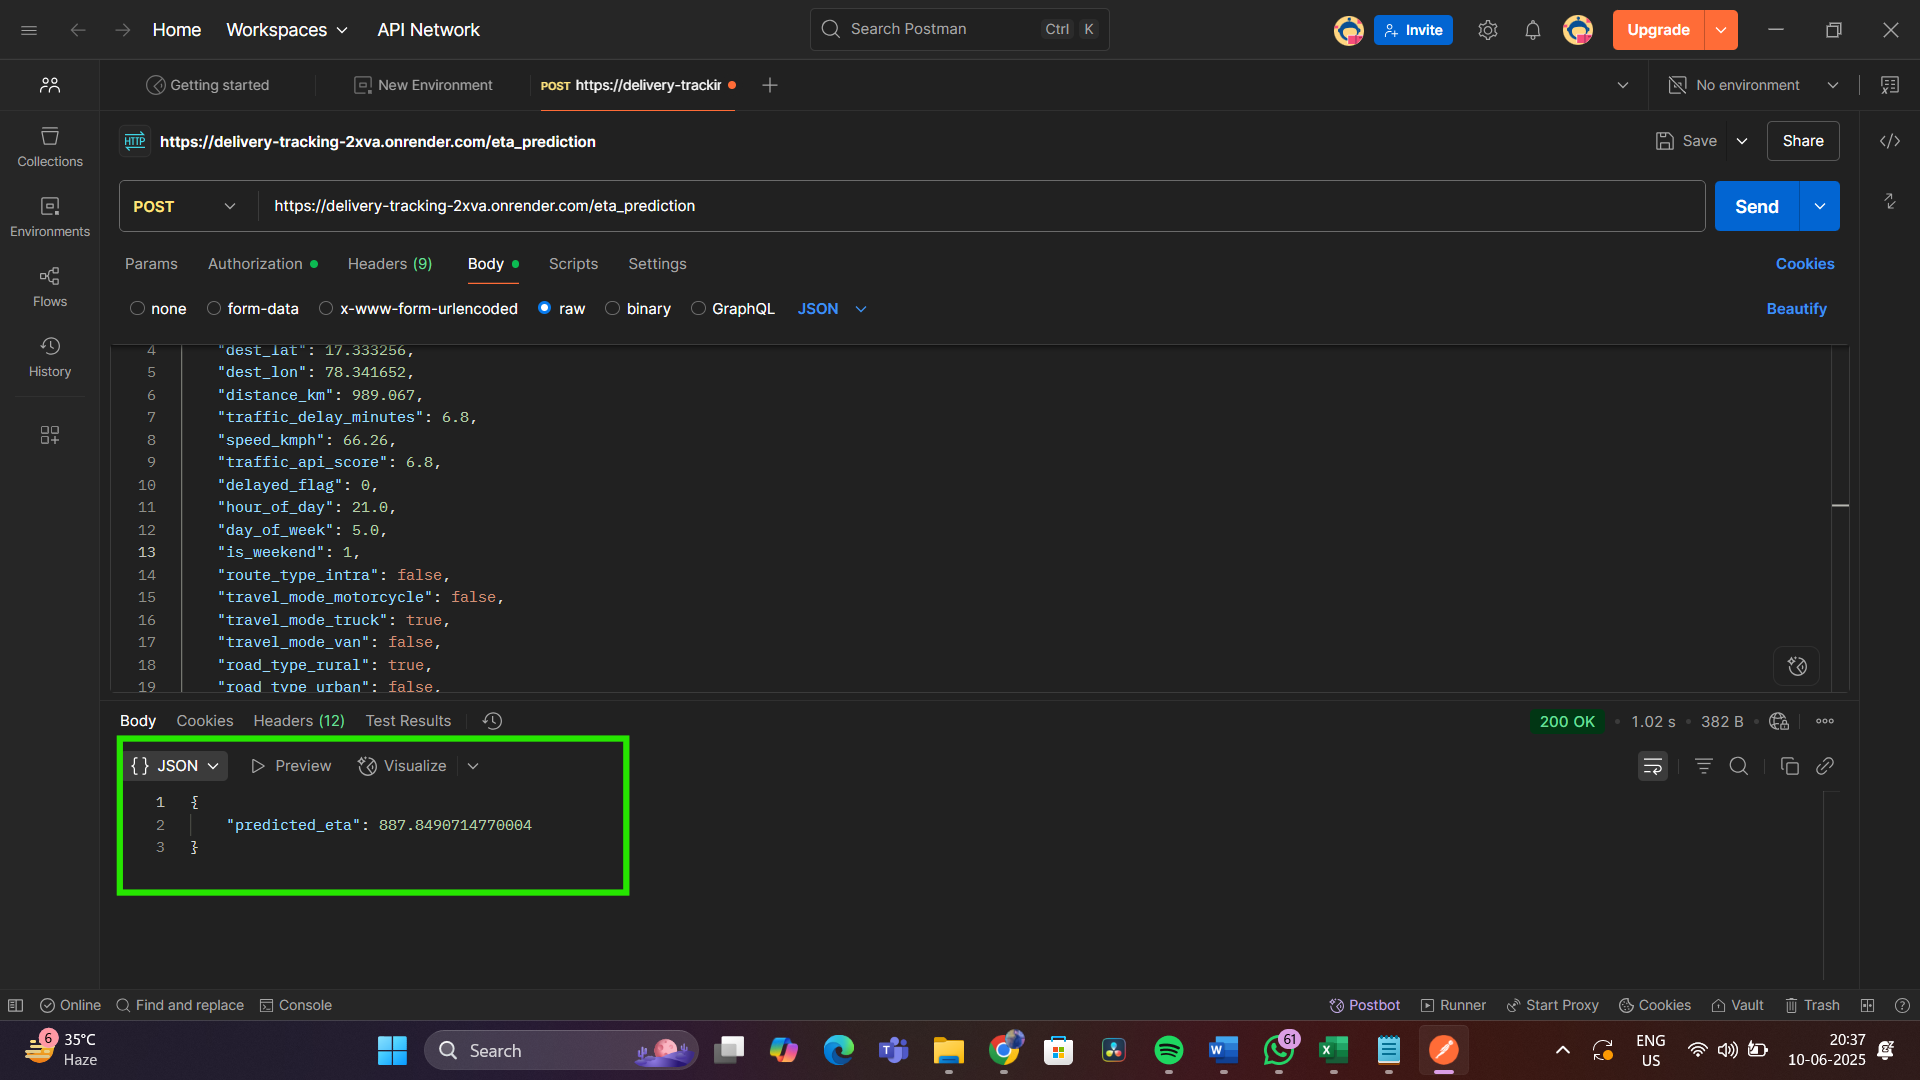 Home Workspaces API Network Search Postman Ctrl K Invite Upgrade
Getting started New Environment POST https://delivery-trackir No environment
HTTP https://delivery-tracking-2xva.onrender.com/eta_prediction Save Share
POST https://delivery-tracking-2xva.onrender.com/eta_prediction Send
Collections
Environments
Flows
History
Params Authorization Headers (9) Body Scripts Settings Cookies
none form-data x-www-form-urlencoded raw binary GraphQL JSON Beautify
4 "dest_lat": 17.333256,
5 "dest_lon": 78.341652,
6 "distance_km": 989.067,
7 "traffic_delay_minutes": 6.8,
8 "speed_kmph": 66.26,
9 "traffic_api_score": 6.8,
10 "delayed_flag": 0,
11 "hour_of_day": 21.0,
12 "day_of_week": 5.0,
13 "is_weekend": 1,
14 "route_type_intra": false,
15 "travel_mode_motorcycle": false,
16 "travel_mode_truck": true,
17 "travel_mode_van": false,
18 "road_type_rural": true,
19 "road_type_urban": false,
Body Cookies Headers (12) Test Results 200 OK 1.02 s 382 B
{} JSON Preview Visualize
1 {
2 "predicted_eta": 887.8490714770004
3 }
Online Find and replace Console Postbot Runner Start Proxy Cookies Vault Trash
6 35°C
Haze
Search
61
ENG
US
20:37
10-06-2025